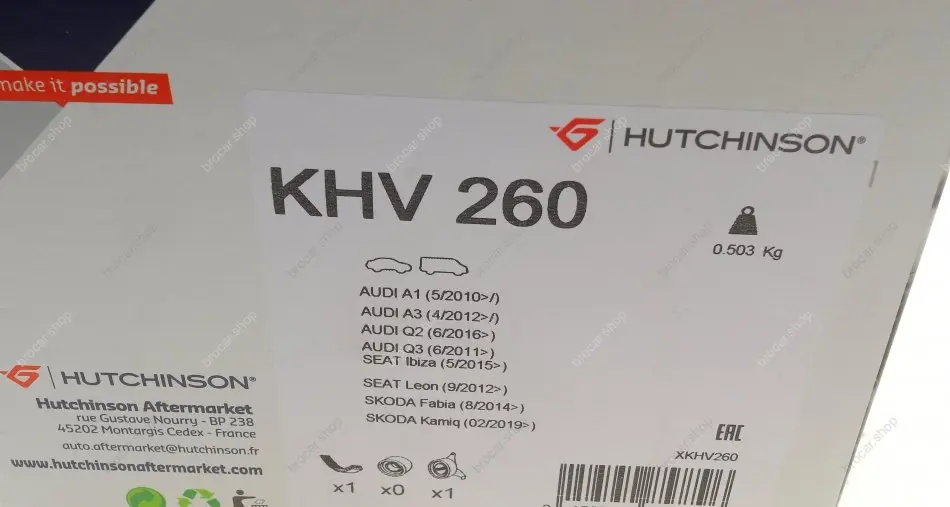 make it possible
HUTCHINSON®
KHV 260
0.503 Kg
AUDI A1 (5/2010>/)
AUDI A3 (4/2012>/)
AUDI Q2 (6/2016>)
AUDI Q3 (6/2011>)
SEAT Ibiza (5/2015>)
SEAT Leon (9/2012>)
SKODA Fabia (8/2014>)
SKODA Kamiq (02/2019>)
HUTCHINSON®
Hutchinson Aftermarket
rue Gustave Nourry - BP 238
45202 Montargis Cedex - France
auto.aftermarket@hutchinson.fr
www.hutchinsonaftermarket.com
EAC
XKHV260
x1 x0 x1
brocar.shop